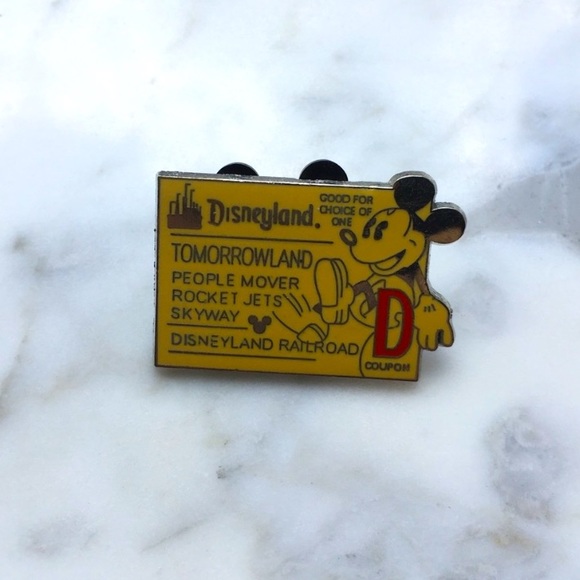 Disneyland.
GOOD FOR
CHOICE OF
ONE
TOMORROWLAND
PEOPLE MOVER
ROCKET JETS
SKYWAY
DISNEYLAND RAILROAD
D
COUPON